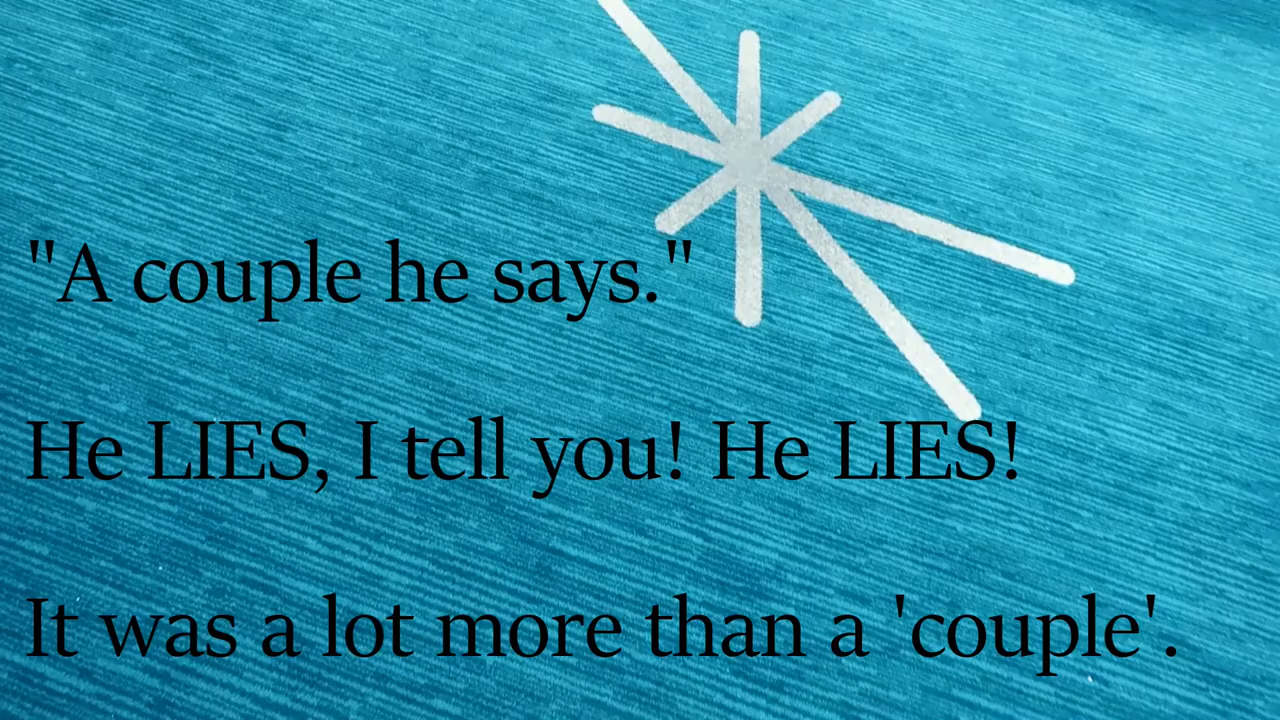 "A couple he says."
He LIES, I tell you! He LIES!
It was a lot more than a 'couple'.